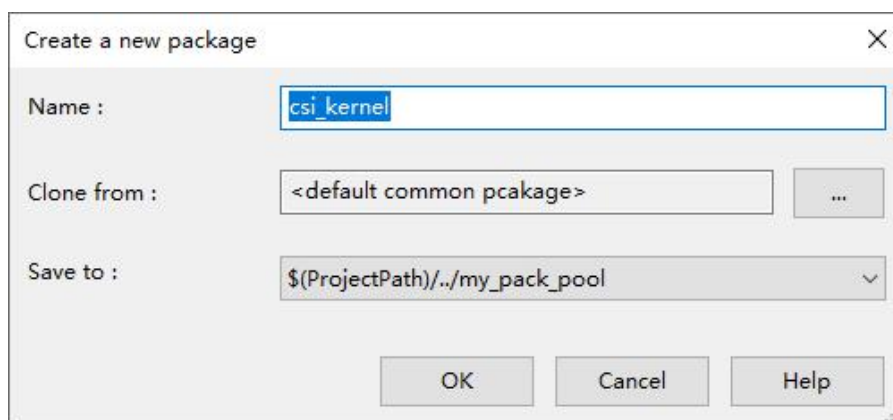 Create a new package
Name :
csi_kernel
Clone from :
<default common pcakage>
...
Save to :
$(ProjectPath)/../my_pack_pool
OK
Cancel
Help